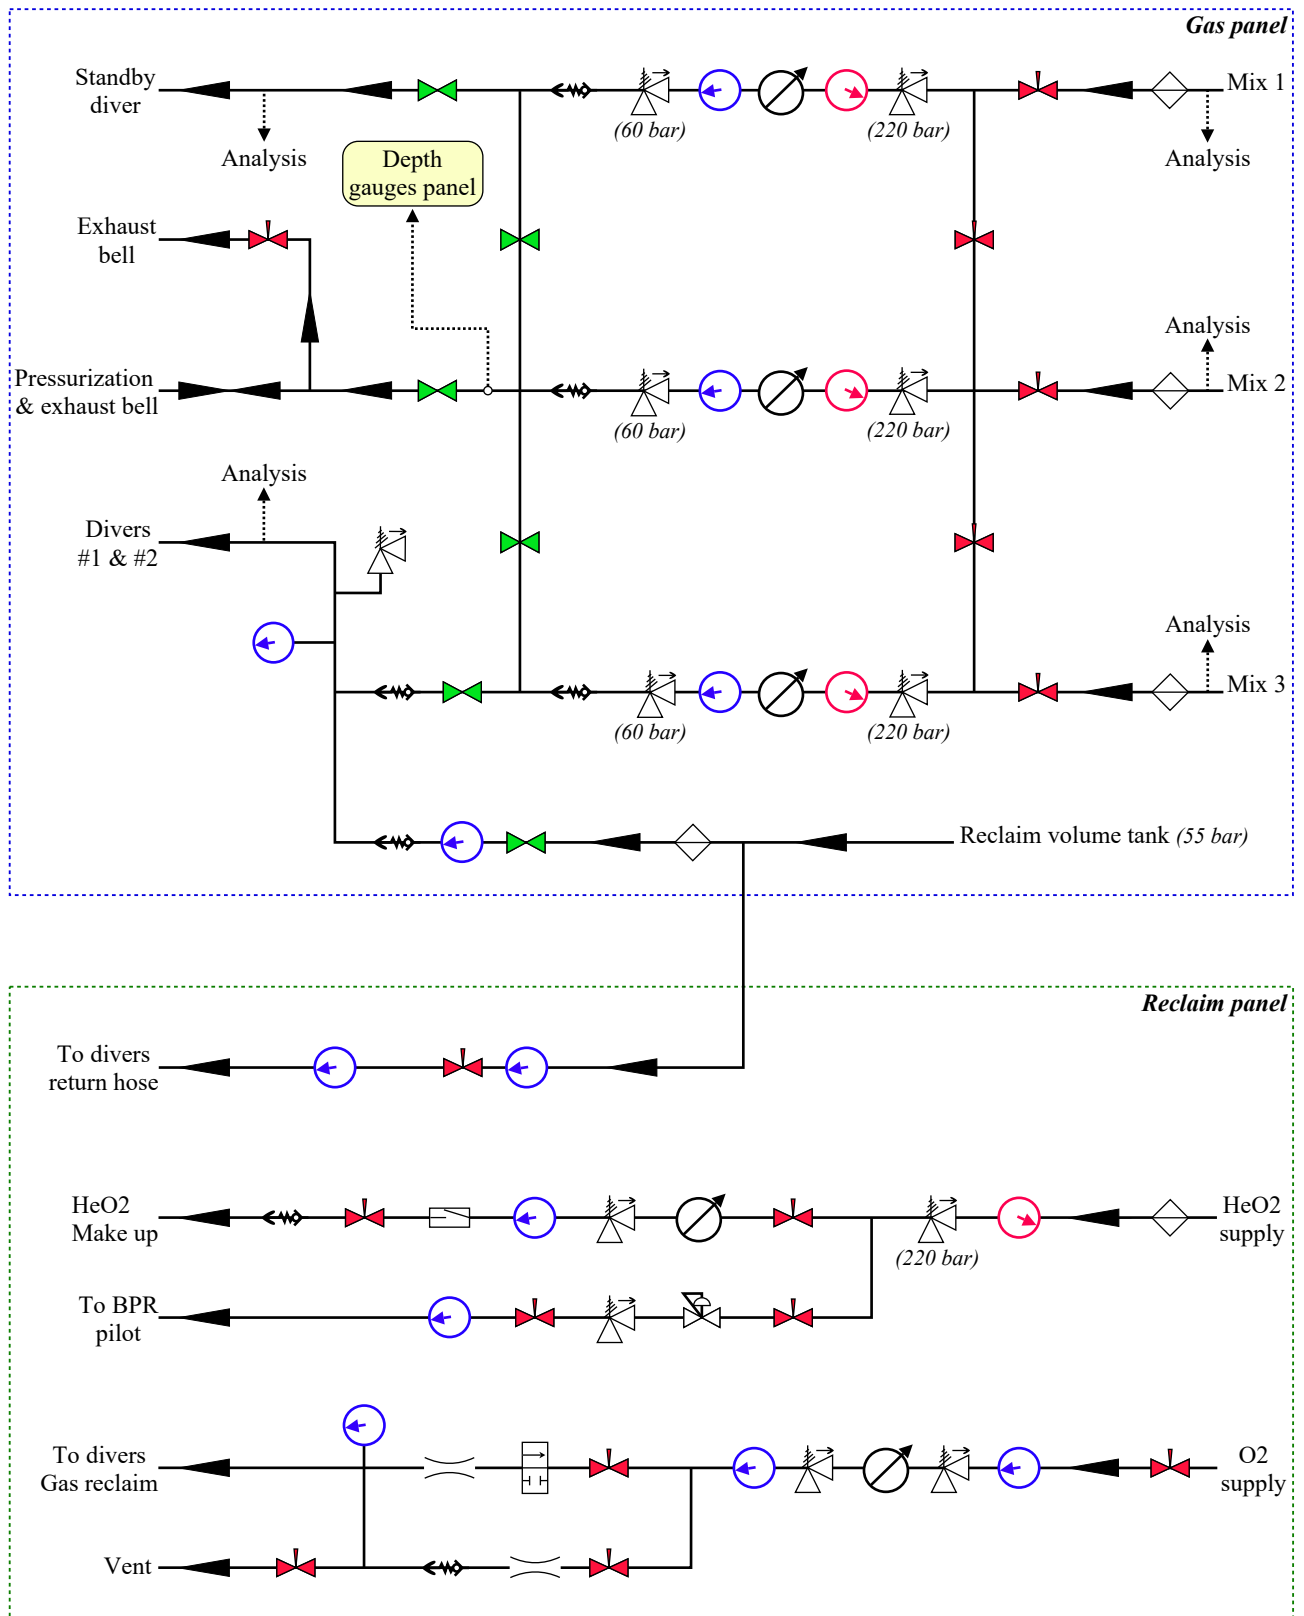 Gas panel
Standby
diver
Mix 1
(60 bar)
(220 bar)
Analysis
Depth
gauges panel
Analysis
Exhaust
bell
Analysis
Pressurization
& exhaust bell
Mix 2
(60 bar)
(220 bar)
Analysis
Divers
#1 & #2
Analysis
Mix 3
(60 bar)
(220 bar)
Reclaim volume tank (55 bar)
Reclaim panel
To divers
return hose
HeO2
Make up
HeO2
supply
(220 bar)
To BPR
pilot
To divers
Gas reclaim
O2
supply
Vent